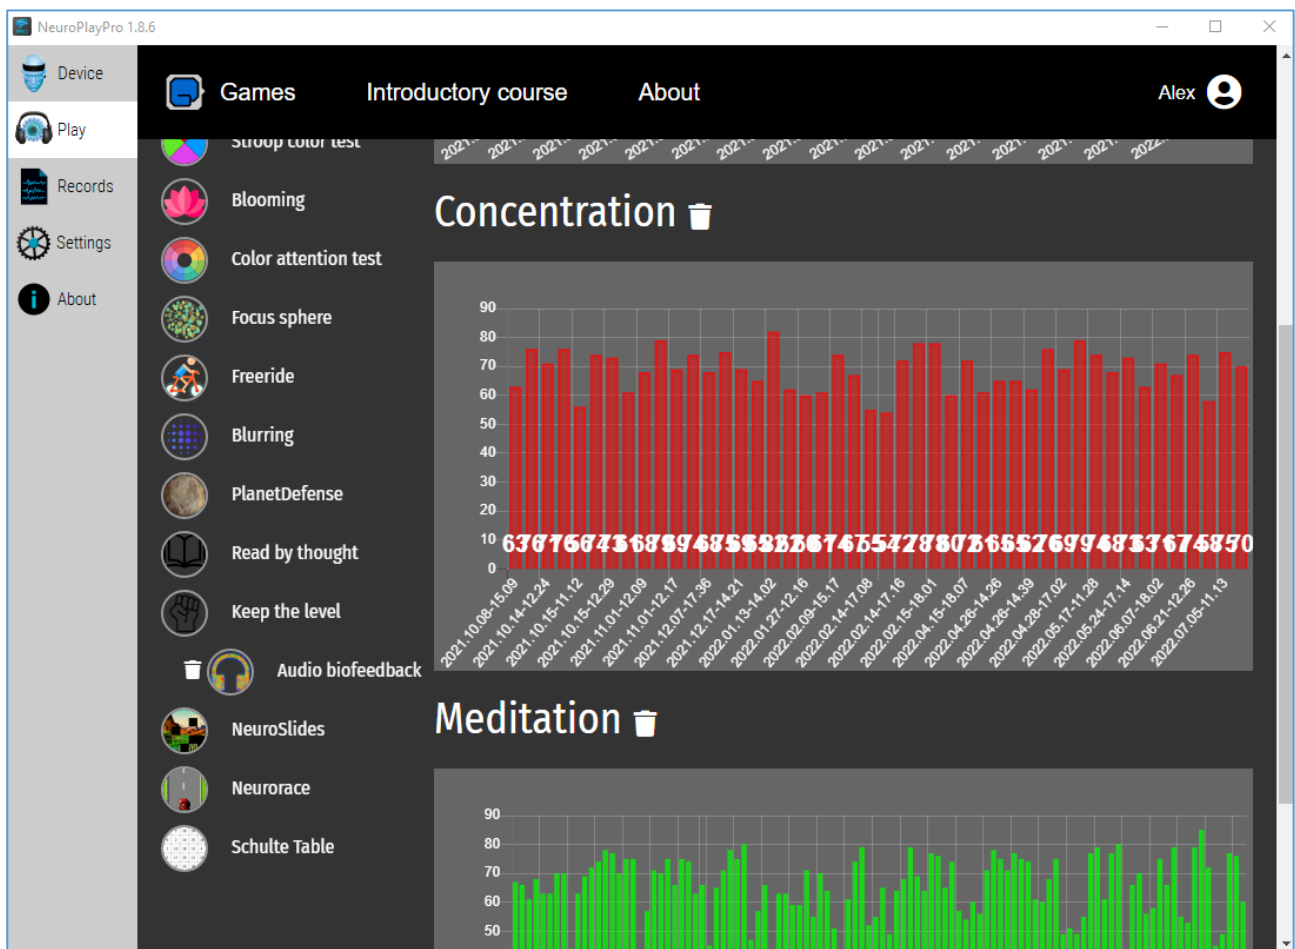 NeuroPlayPro 1.8.6
Device
Play
Records
Settings
About
Games Introductory course About Alex
Stroop color test
Blooming
Color attention test
Focus sphere
Freeride
Blurring
PlanetDefense
Read by thought
Keep the level
Audio biofeedback
NeuroSlides
Neurorace
Schulte Table
Concentration
90
80
70
60
50
40
30
20
10
0
2021.10.08-15.09
2021.10.14-12.24
2021.10.15-11.12
2021.10.15-12.29
2021.11.01-12.09
2021.11.01-12.17
2021.12.07-17.36
2021.12.17-14.21
2022.01.13-14.02
2022.01.27-12.16
2022.02.09-15.17
2022.02.14-17.08
2022.02.14-17.16
2022.02.15-18.01
2022.04.15-18.07
2022.04.26-14.26
2022.04.26-14.39
2022.04.28-17.02
2022.05.17-11.28
2022.05.24-17.14
2022.06.07-18.02
2022.06.21-12.26
2022.07.05-11.13
Meditation
90
80
70
60
50